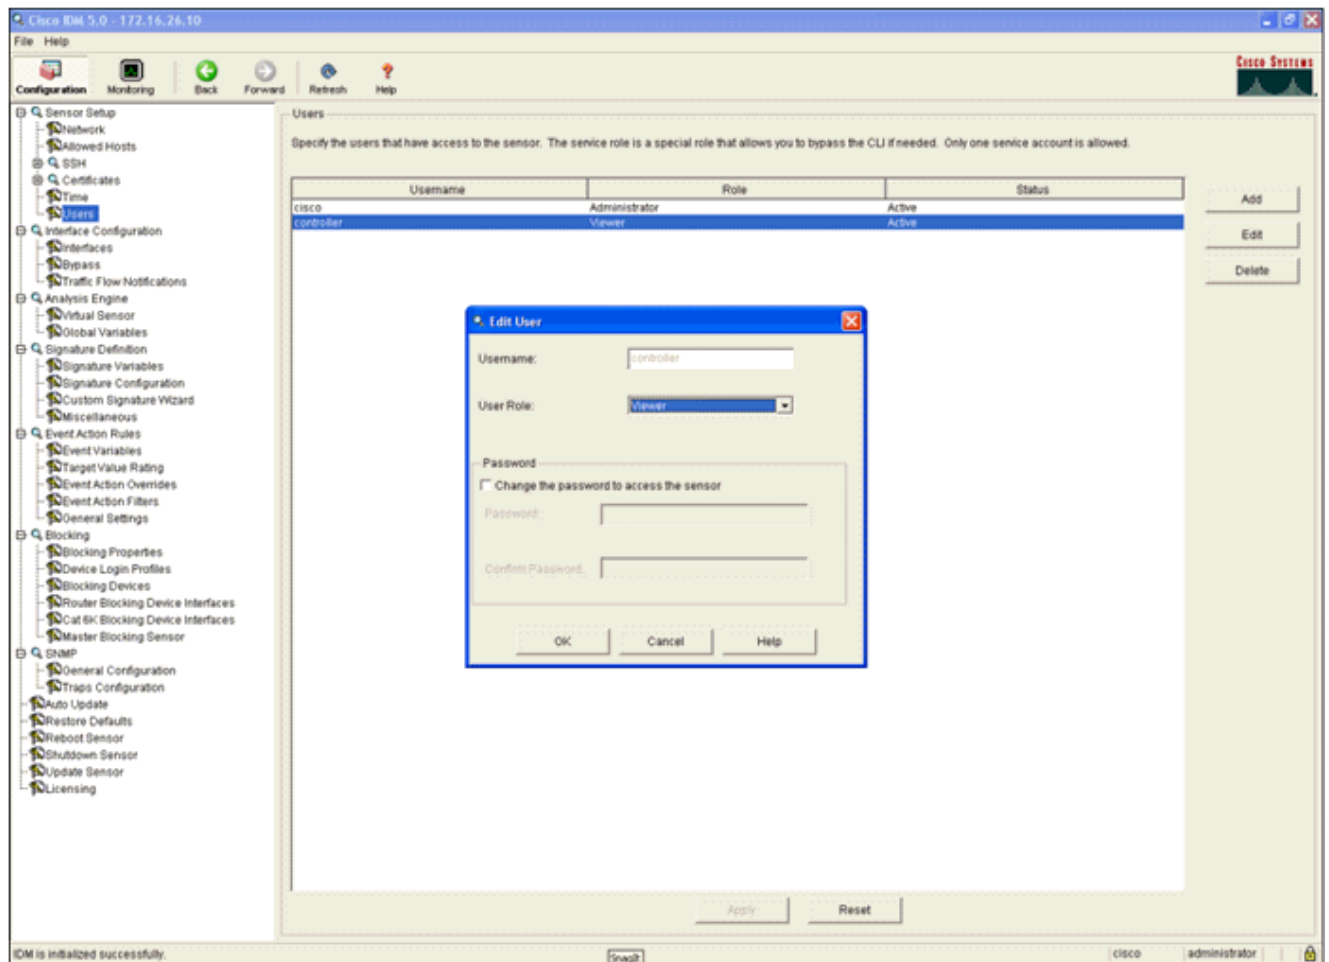 Cisco IDM 5.0 - 172.16.26.10
File Help
Configuration Monitoring Back Forward Refresh Help
CISCO SYSTEMS
Sensor Setup
Network
Allowed Hosts
SSH
Certificates
Time
Users
Interface Configuration
Interfaces
Bypass
Traffic Flow Notifications
Analysis Engine
Virtual Sensor
Global Variables
Signature Definition
Signature Variables
Signature Configuration
Custom Signature Wizard
Miscellaneous
Event Action Rules
Event Variables
Target Value Rating
Event Action Overrides
Event Action Filters
General Settings
Blocking
Blocking Properties
Device Login Profiles
Blocking Devices
Router Blocking Device Interfaces
Cat 6K Blocking Device Interfaces
Master Blocking Sensor
SNMP
General Configuration
Traps Configuration
Auto Update
Restore Defaults
Reboot Sensor
Shutdown Sensor
Update Sensor
Licensing
Users
Specify the users that have access to the sensor. The service role is a special role that allows you to bypass the CLI if needed. Only one service account is allowed.
Username Role Status
cisco Administrator Active
controller Viewer Active
Add
Edit
Delete
Edit User
Username: controller
User Role: Viewer
Password
Change the password to access the sensor
Password:
Confirm Password:
OK Cancel Help
Apply Reset
IDM is initialized successfully.
SnagIt
cisco administrator